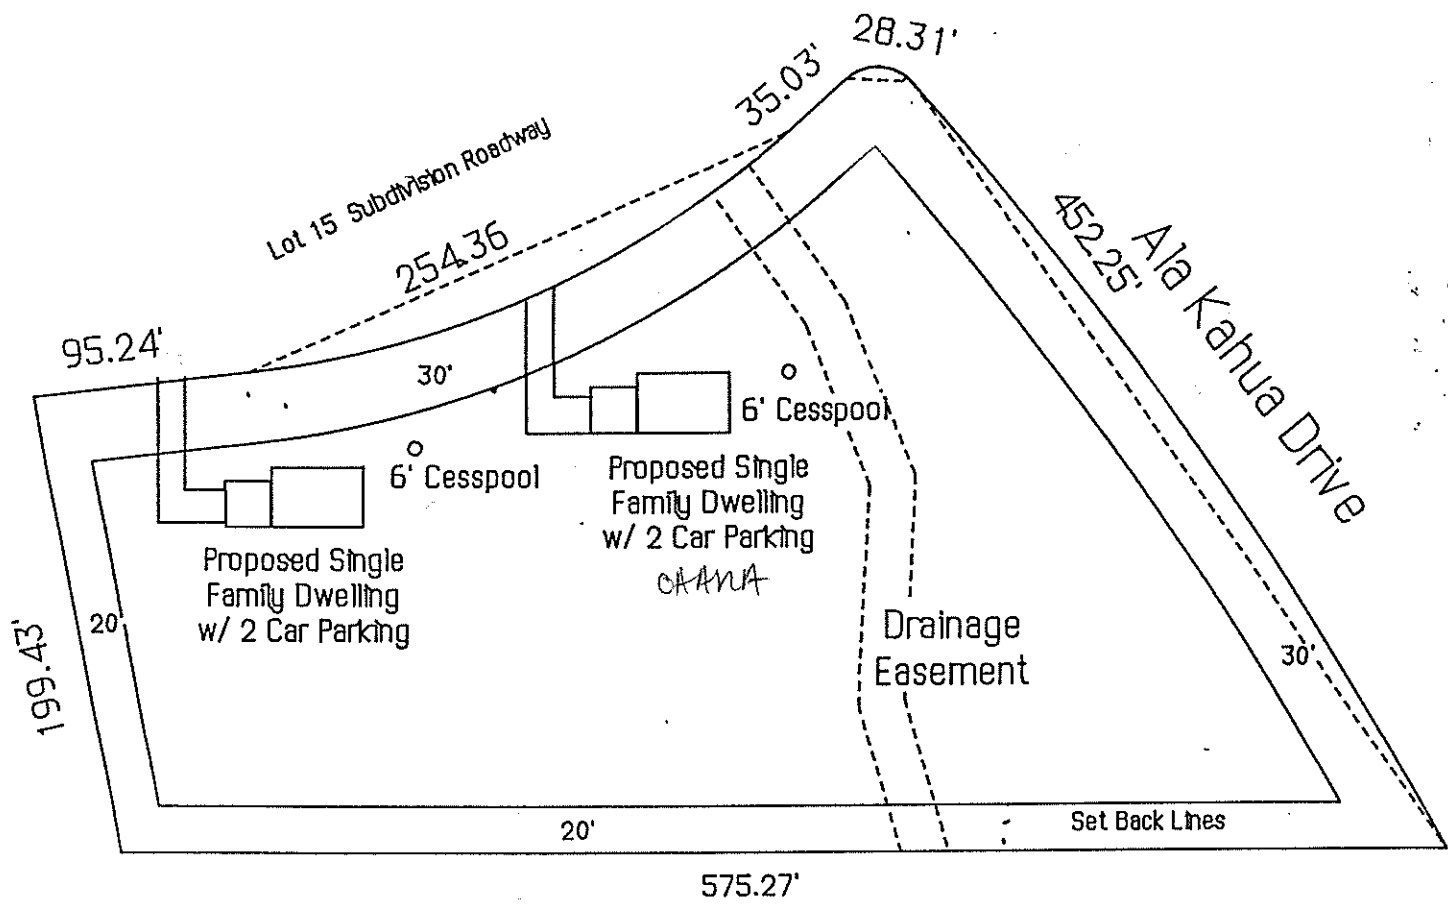 28.31'
35.03'
Lot 15 Subdivision Roadway
254.36
95.24'
452.25'
Ala Kahua Drive
30'
6' Cesspool
6' Cesspool
Proposed Single
Family Dwelling
w/ 2 Car Parking
OHANA
Proposed Single
Family Dwelling
w/ 2 Car Parking
20'
199.43'
Drainage
Easement
30'
20'
Set Back Lines
575.27'